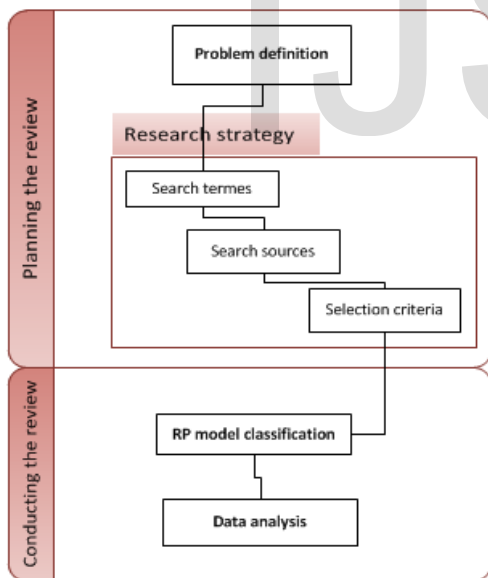 Problem definition
Planning the review
Research strategy
Search termes
Search sources
Selection criteria
Conducting the review
RP model classification
Data analysis